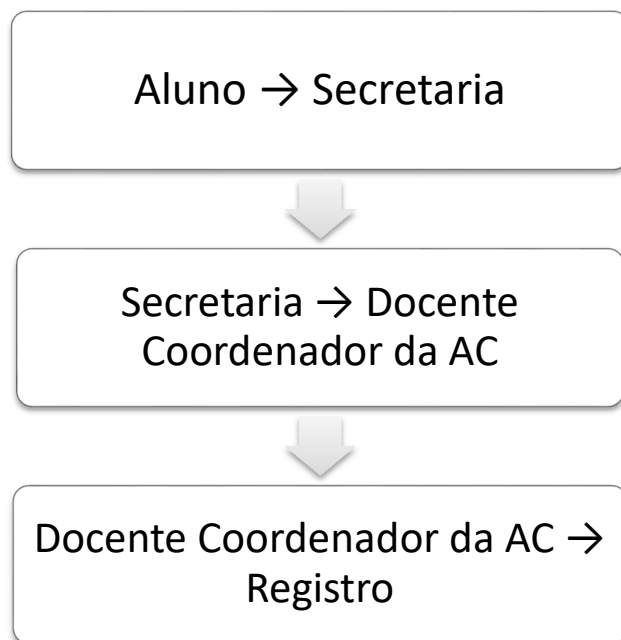 Aluno → Secretaria
Secretaria → Docente
Coordenador da AC
Docente Coordenador da AC →
Registro